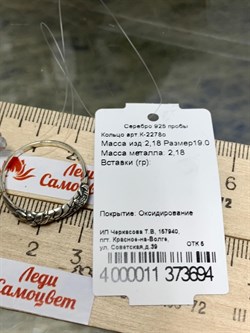 Серебро 925 пробы
Кольцо арт.К-2278о
Масса изд 2,18 Размер19.0
Масса металла: 2,18
Вставки (гр):
Покрытие: Оксидирование
ИП Черкасова Т.В, 157940,
пгт. Красное-на-Волге,
ул. Советская,д.39
ОТК 5
4 000011 373694
Леди
Самоцвет
Леди
Самоцвет